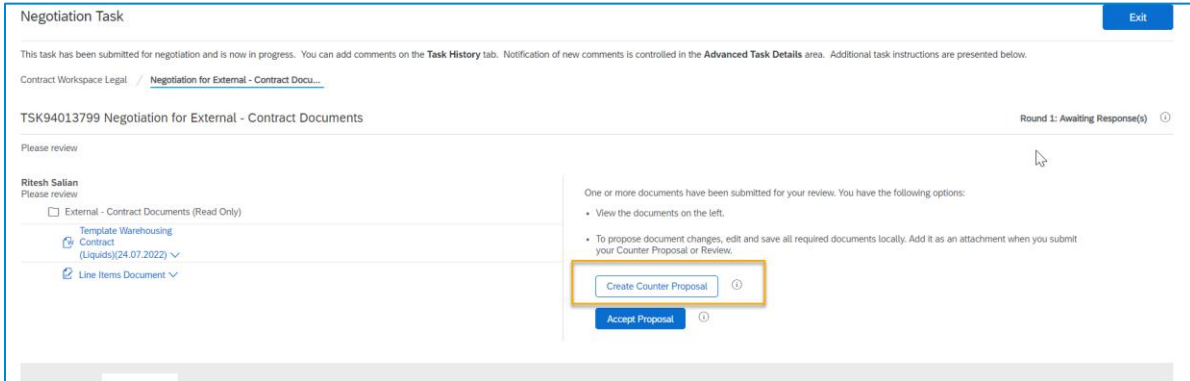 Negotiation Task
Exit
This task has been submitted for negotiation and is now in progress. You can add comments on the Task History tab. Notification of new comments is controlled in the Advanced Task Details area. Additional task instructions are presented below.
Contract Workspace Legal / Negotiation for External - Contract Docu...
TSK94013799 Negotiation for External - Contract Documents
Round 1: Awaiting Response(s)
Please review
Ritesh Salian
Please review
External - Contract Documents (Read Only)
Template Warehousing
Contract
(Liquids)(24.07.2022)
Line Items Document
One or more documents have been submitted for your review. You have the following options:
• View the documents on the left.
• To propose document changes, edit and save all required documents locally. Add it as an attachment when you submit
your Counter Proposal or Review.
Create Counter Proposal
Accept Proposal